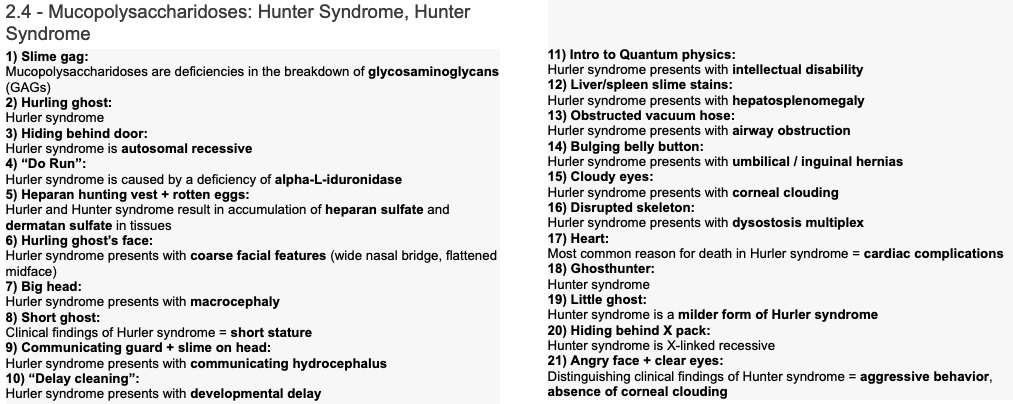 2.4 - Mucopolysaccharidoses: Hunter Syndrome, Hunter
Syndrome
1) Slime gag:
Mucopolysaccharidoses are deficiencies in the breakdown of glycosaminoglycans
(GAGs)
2) Hurling ghost:
Hurler syndrome
3) Hiding behind door:
Hurler syndrome is autosomal recessive
4) “Do Run”:
Hurler syndrome is caused by a deficiency of alpha-L-iduronidase
5) Heparan hunting vest + rotten eggs:
Hurler and Hunter syndrome result in accumulation of heparan sulfate and
dermatan sulfate in tissues
6) Hurling ghost's face:
Hurler syndrome presents with coarse facial features (wide nasal bridge, flattened
midface)
7) Big head:
Hurler syndrome presents with macrocephaly
8) Short ghost:
Clinical findings of Hurler syndrome = short stature
9) Communicating guard + slime on head:
Hurler syndrome presents with communicating hydrocephalus
10) “Delay cleaning”:
Hurler syndrome presents with developmental delay
11) Intro to Quantum physics:
Hurler syndrome presents with intellectual disability
12) Liver/spleen slime stains:
Hurler syndrome presents with hepatosplenomegaly
13) Obstructed vacuum hose:
Hurler syndrome presents with airway obstruction
14) Bulging belly button:
Hurler syndrome presents with umbilical / inguinal hernias
15) Cloudy eyes:
Hurler syndrome presents with corneal clouding
16) Disrupted skeleton:
Hurler syndrome presents with dysostosis multiplex
17) Heart:
Most common reason for death in Hurler syndrome = cardiac complications
18) Ghosthunter:
Hunter syndrome
19) Little ghost:
Hunter syndrome is a milder form of Hurler syndrome
20) Hiding behind X pack:
Hunter syndrome is X-linked recessive
21) Angry face + clear eyes:
Distinguishing clinical findings of Hunter syndrome = aggressive behavior,
absence of corneal clouding